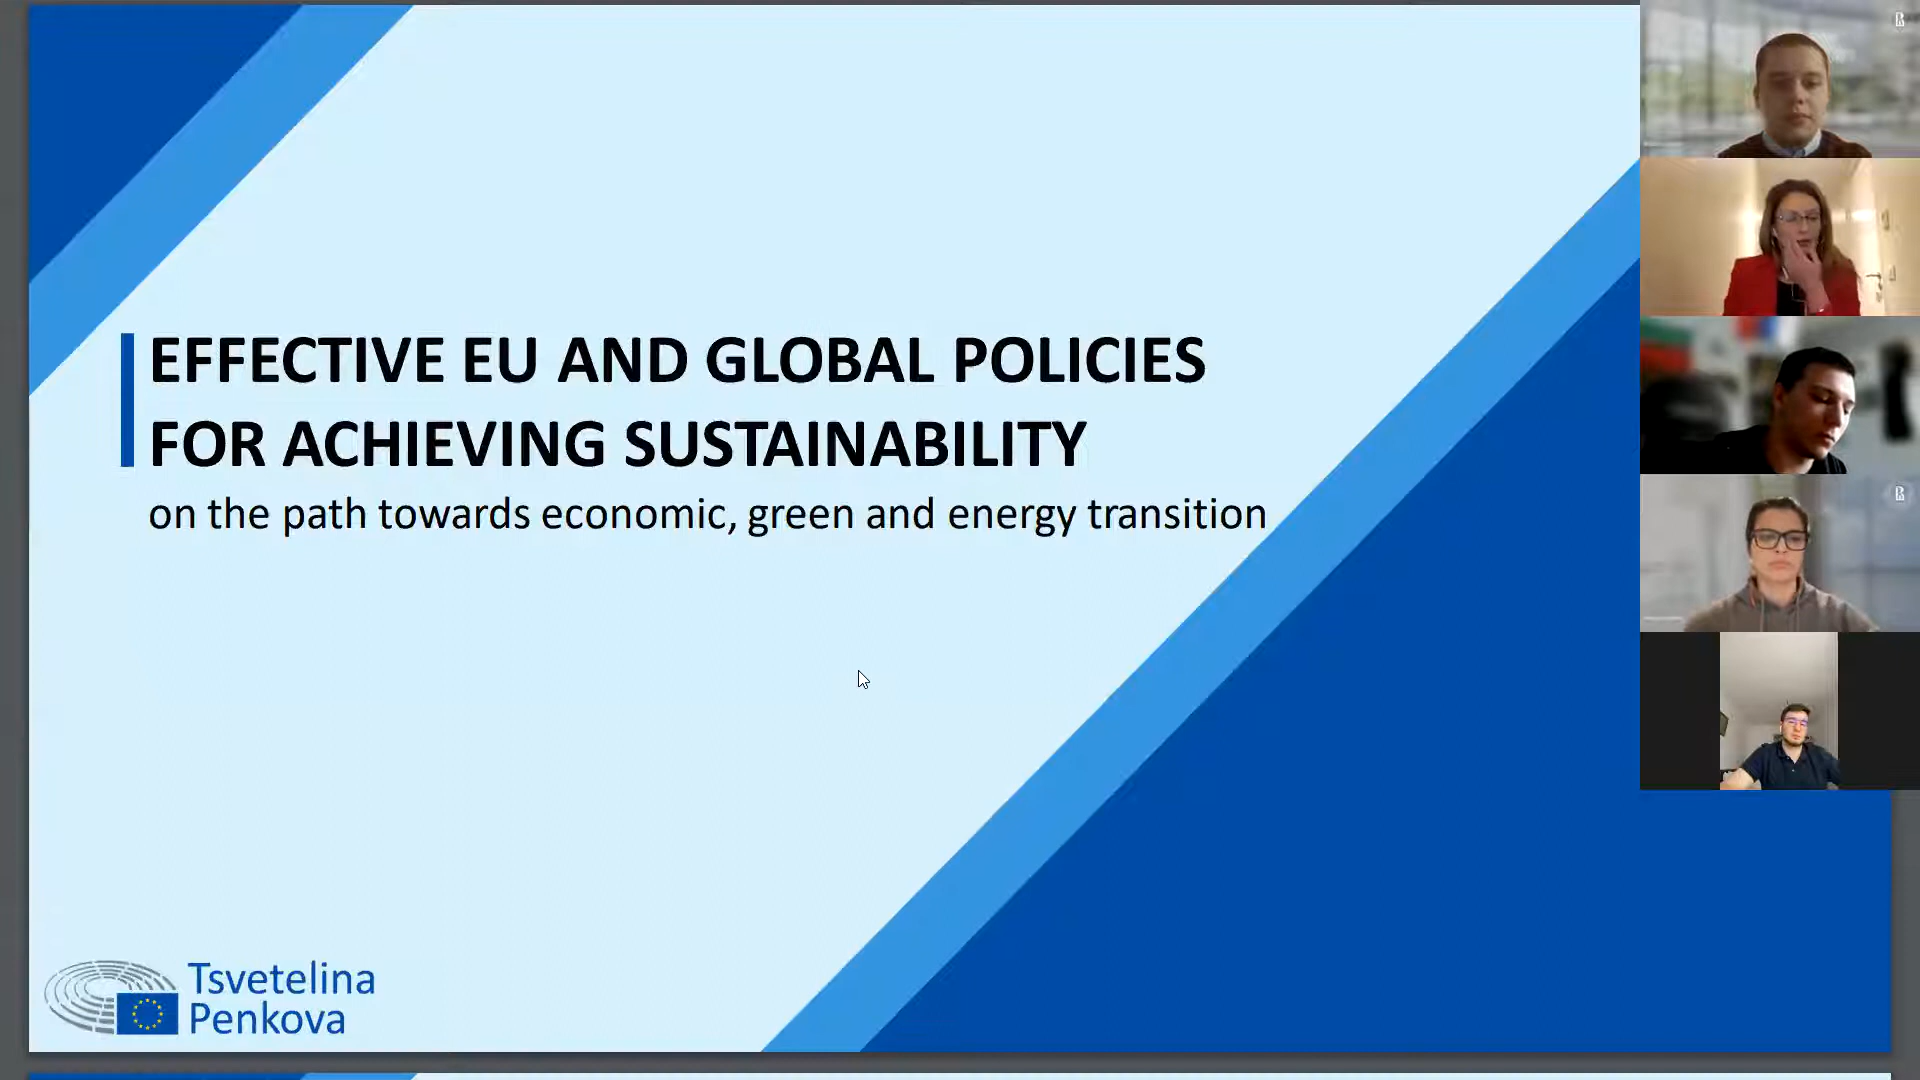 EFFECTIVE EU AND GLOBAL POLICIES
FOR ACHIEVING SUSTAINABILITY
on the path towards economic, green and energy transition
Tsvetelina
Penkova